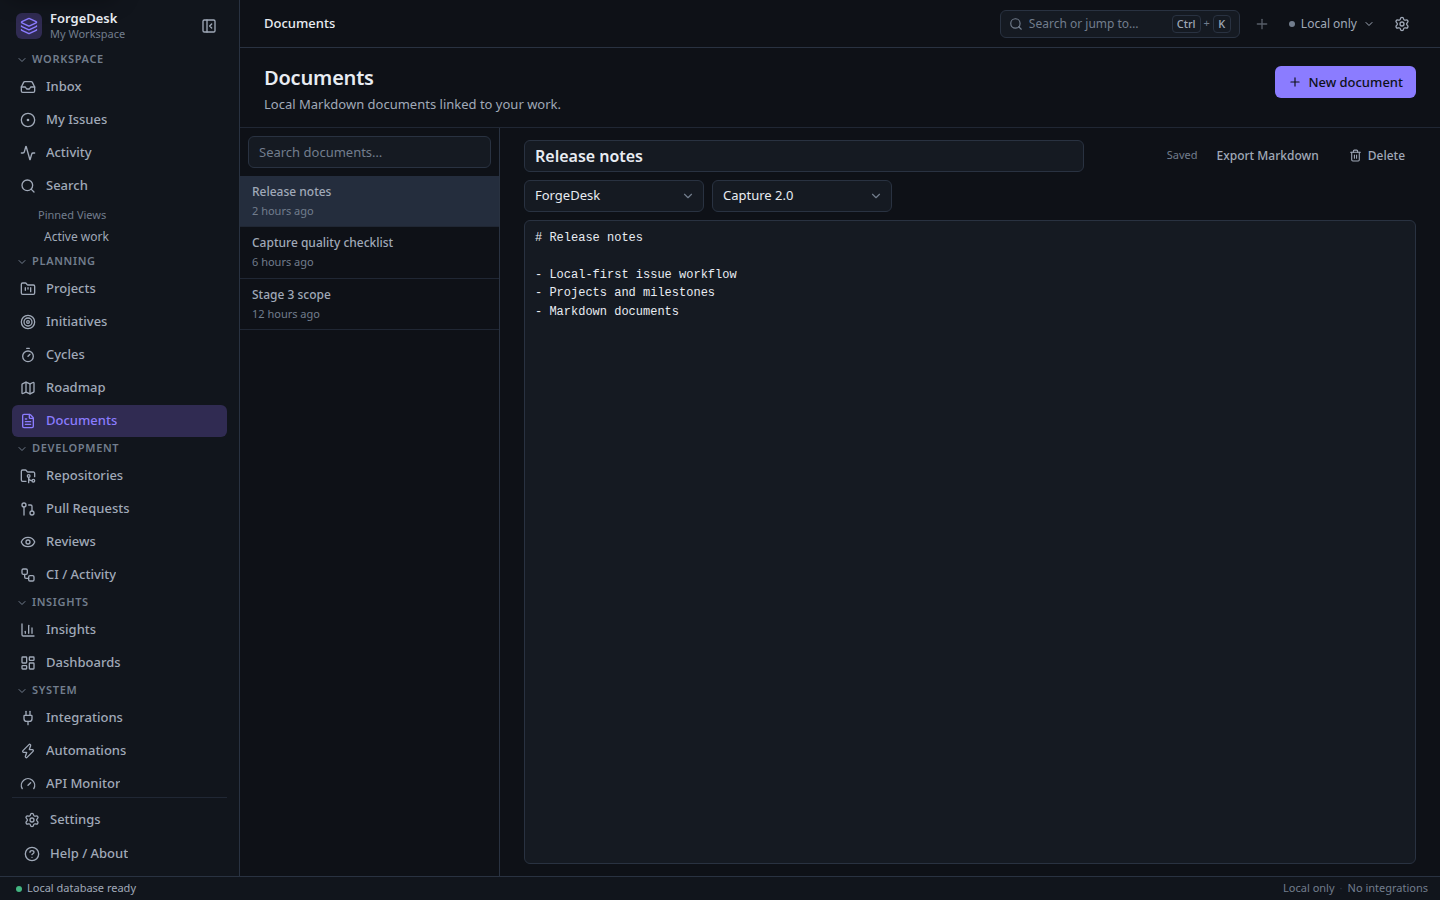 ForgeDesk
My Workspace
WORKSPACE
Inbox
My Issues
Activity
Search
Pinned Views
Active work
PLANNING
Projects
Initiatives
Cycles
Roadmap
Documents
DEVELOPMENT
Repositories
Pull Requests
Reviews
CI / Activity
INSIGHTS
Insights
Dashboards
SYSTEM
Integrations
Automations
API Monitor
Settings
Help / About
Documents
Search or jump to... Ctrl + K
Local only
Documents
Local Markdown documents linked to your work.
New document
Search documents...
Release notes
2 hours ago
Capture quality checklist
6 hours ago
Stage 3 scope
12 hours ago
Release notes
Saved Export Markdown Delete
ForgeDesk Capture 2.0
# Release notes
- Local-first issue workflow
- Projects and milestones
- Markdown documents
Local database ready
Local only · No integrations